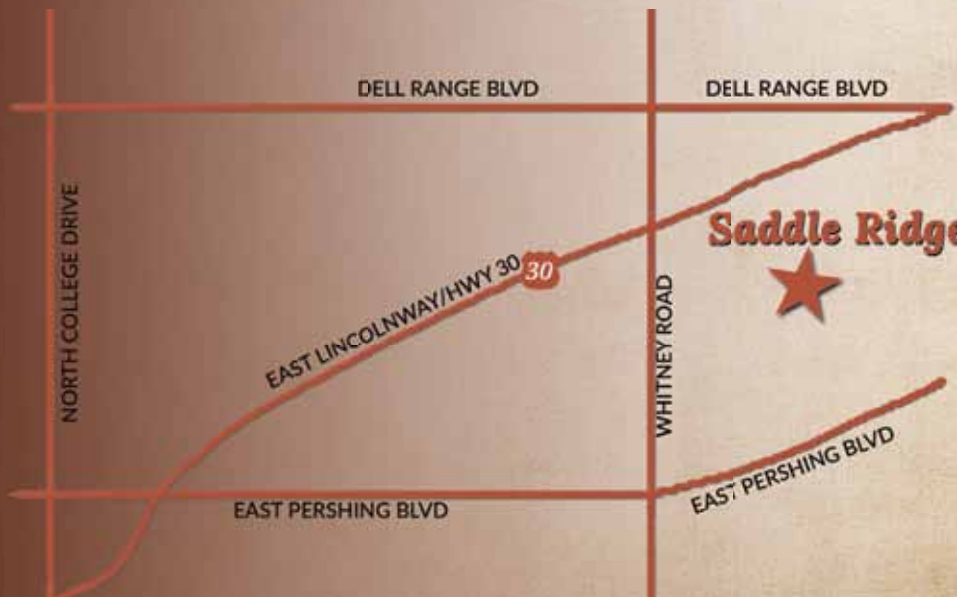 DELL RANGE BLVD
DELL RANGE BLVD
NORTH COLLEGE DRIVE
Saddle Ridge
EAST LINCOLNWAY/HWY 30
30
WHITNEY ROAD
EAST PERSHING BLVD
EAST PERSHING BLVD